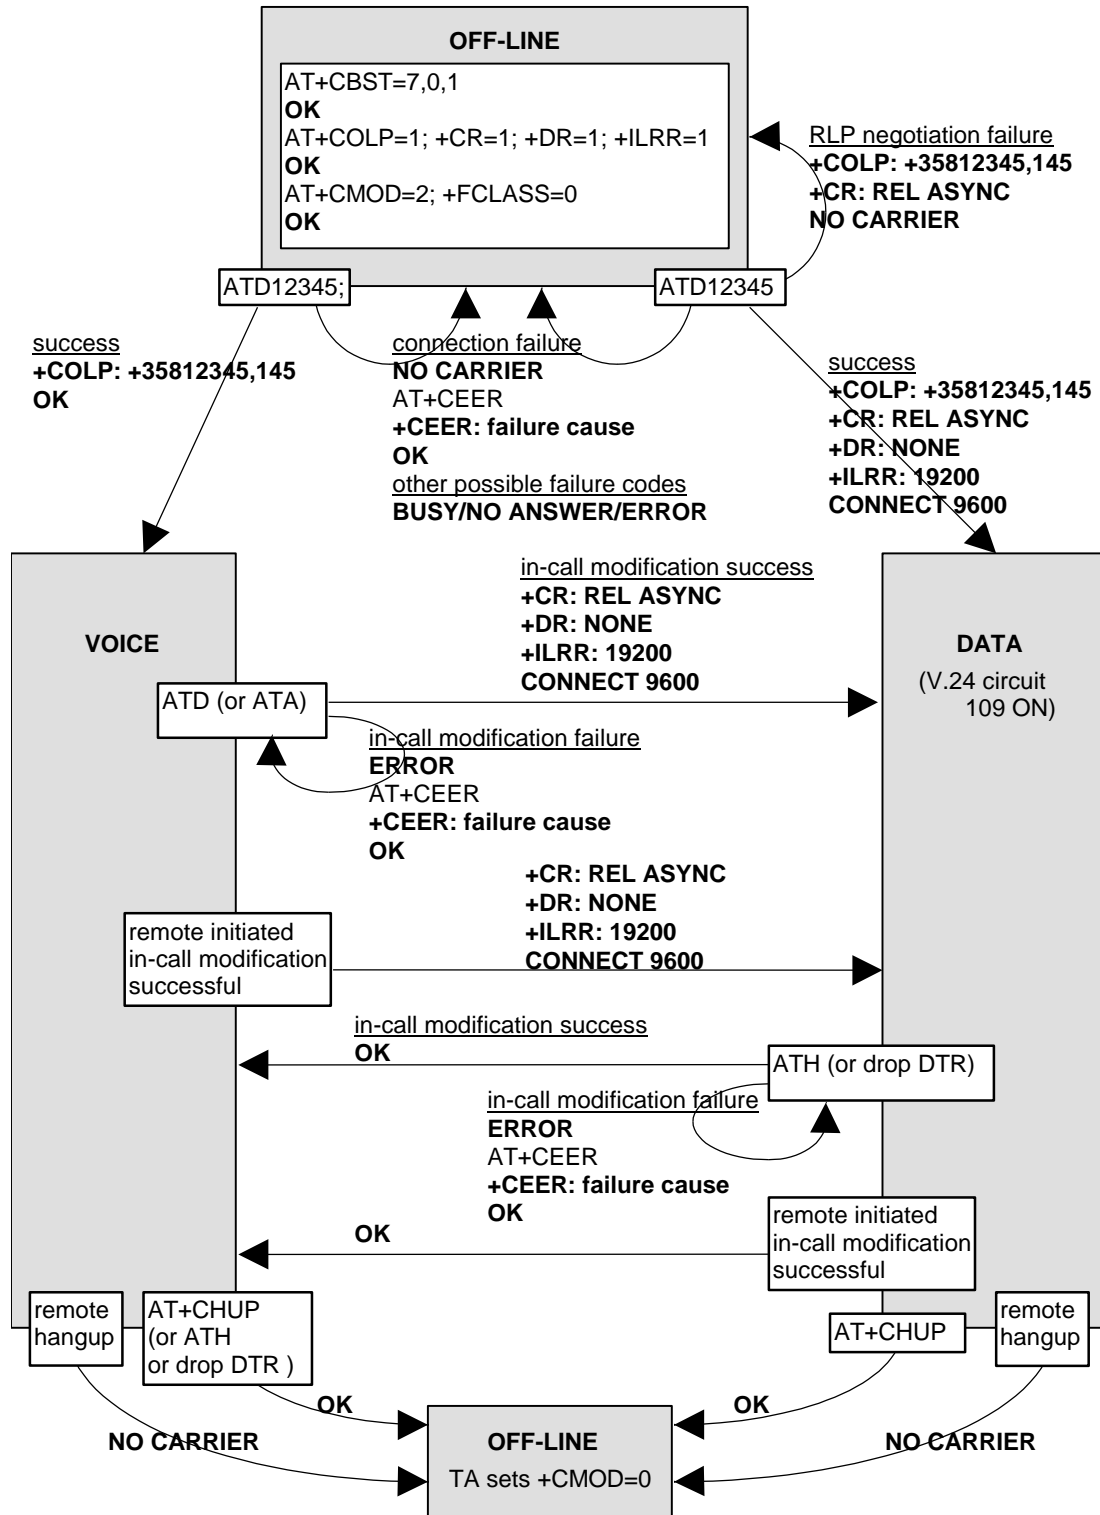 OFF-LINE
AT+CBST=7,0,1
OK
AT+COLP=1; +CR=1; +DR=1; +ILRR=1
OK
AT+CMOD=2; +FCLASS=0
OK
RLP negotiation failure
+COLP: +35812345,145
+CR: REL ASYNC
NO CARRIER
ATD12345;
ATD12345
success
+COLP: +35812345,145
OK
connection failure
NO CARRIER
AT+CEER
+CEER: failure cause
OK
other possible failure codes
BUSY/NO ANSWER/ERROR
success
+COLP: +35812345,145
+CR: REL ASYNC
+DR: NONE
+ILRR: 19200
CONNECT 9600
VOICE
in-call modification success
+CR: REL ASYNC
+DR: NONE
+ILRR: 19200
CONNECT 9600
DATA
(V.24 circuit
109 ON)
ATD (or ATA)
in-call modification failure
ERROR
AT+CEER
+CEER: failure cause
OK
+CR: REL ASYNC
+DR: NONE
+ILRR: 19200
CONNECT 9600
remote initiated
in-call modification
successful
in-call modification success
OK
ATH (or drop DTR)
in-call modification failure
ERROR
AT+CEER
+CEER: failure cause
OK
OK
remote initiated
in-call modification
successful
remote
hangup
AT+CHUP
(or ATH
or drop DTR )
AT+CHUP
remote
hangup
OK
OK
NO CARRIER
NO CARRIER
OFF-LINE
TA sets +CMOD=0